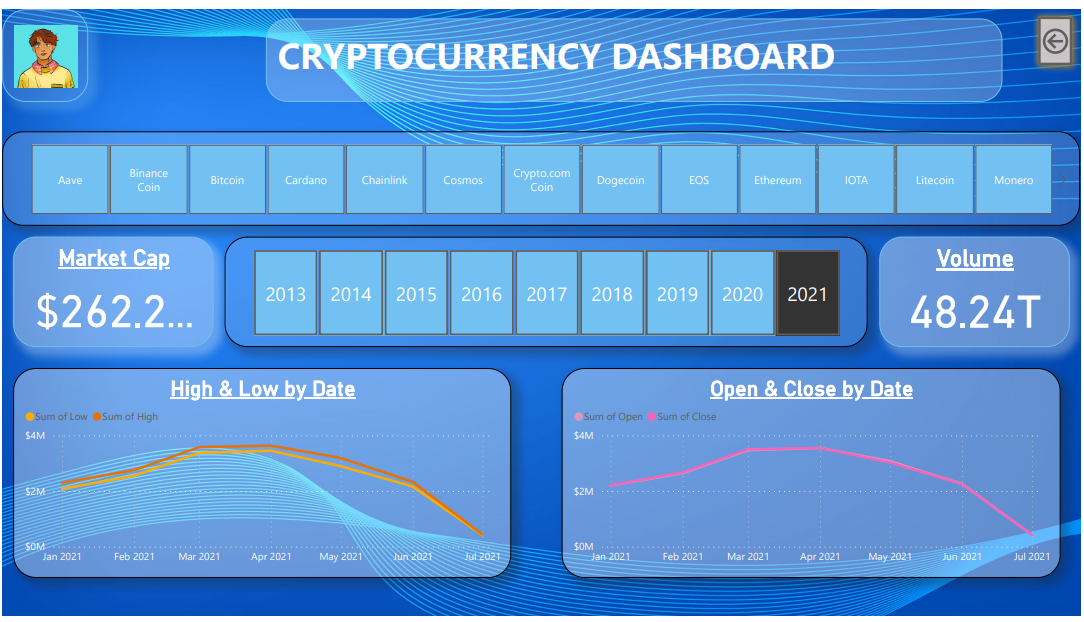 CRYPTOCURRENCY DASHBOARD
Aave
Binance
Coin
Bitcoin
Cardano
Chainlink
Cosmos
Crypto.com
Coin
Dogecoin
EOS
Ethereum
IOTA
Litecoin
Monero
Market Cap
$262.2...
2013
2014
2015
2016
2017
2018
2019
2020
2021
Volume
48.24T
High & Low by Date
Sum of Low Sum of High
$4M
$2M
$0M
Jan 2021 Feb 2021 Mar 2021 Apr 2021 May 2021 Jun 2021 Jul 2021
Open & Close by Date
Sum of Open Sum of Close
$4M
$2M
$0M
Jan 2021 Feb 2021 Mar 2021 Apr 2021 May 2021 Jun 2021 Jul 2021